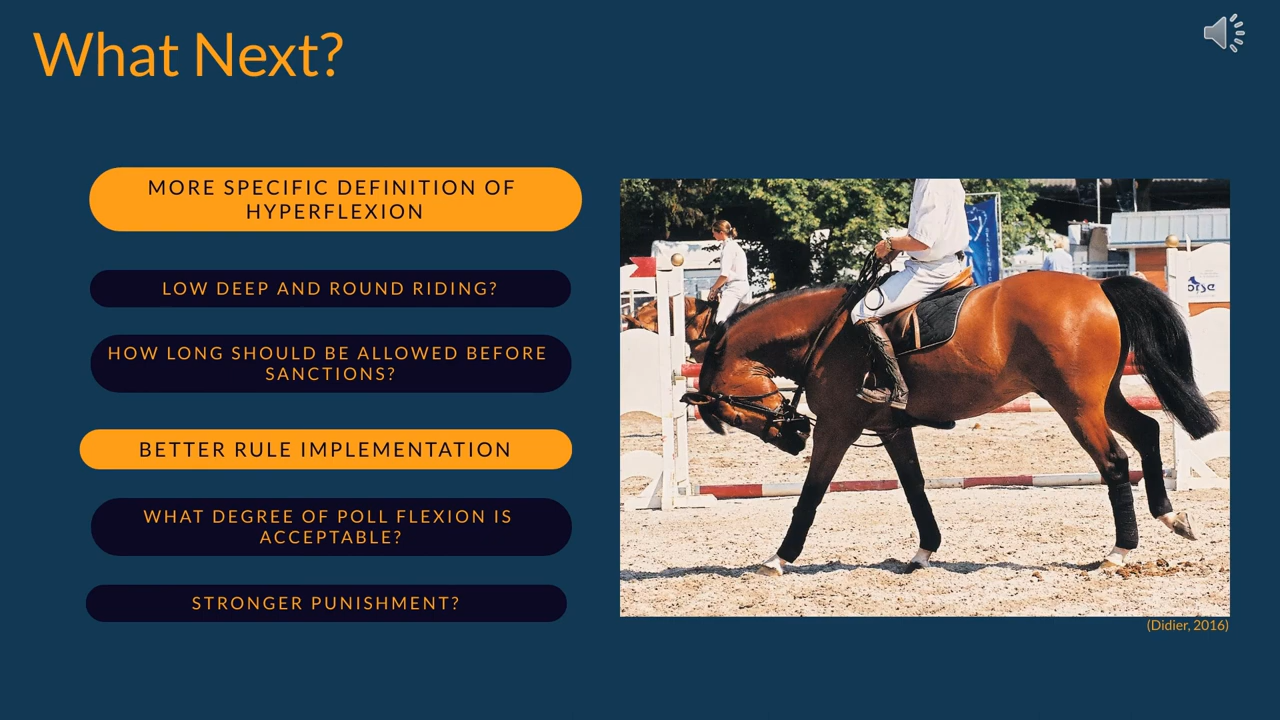 What Next?
MORE SPECIFIC DEFINITION OF
HYPERFLEXION
LOW DEEP AND ROUND RIDING?
HOW LONG SHOULD BE ALLOWED BEFORE
SANCTIONS?
BETTER RULE IMPLEMENTATION
WHAT DEGREE OF POLL FLEXION IS
ACCEPTABLE?
STRONGER PUNISHMENT?
(Didier, 2016)